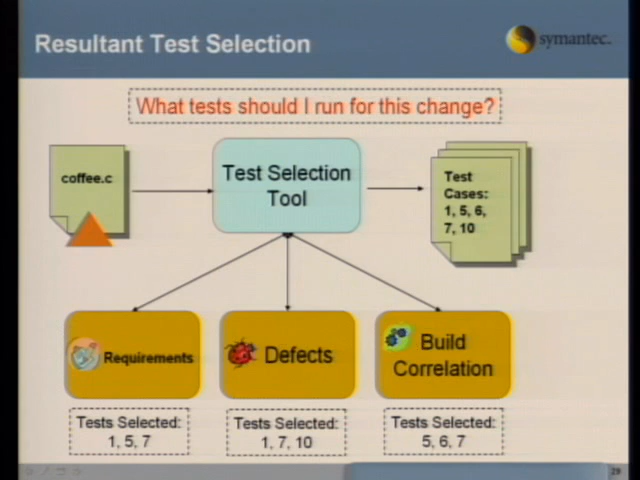 Resultant Test Selection
symantec.
What tests should I run for this change?
coffee.c
Test Selection
Tool
Test
Cases:
1, 5, 6,
7, 10
Requirements
Defects
Build
Correlation
Tests Selected:
1, 5, 7
Tests Selected:
1, 7, 10
Tests Selected:
5, 6, 7
29